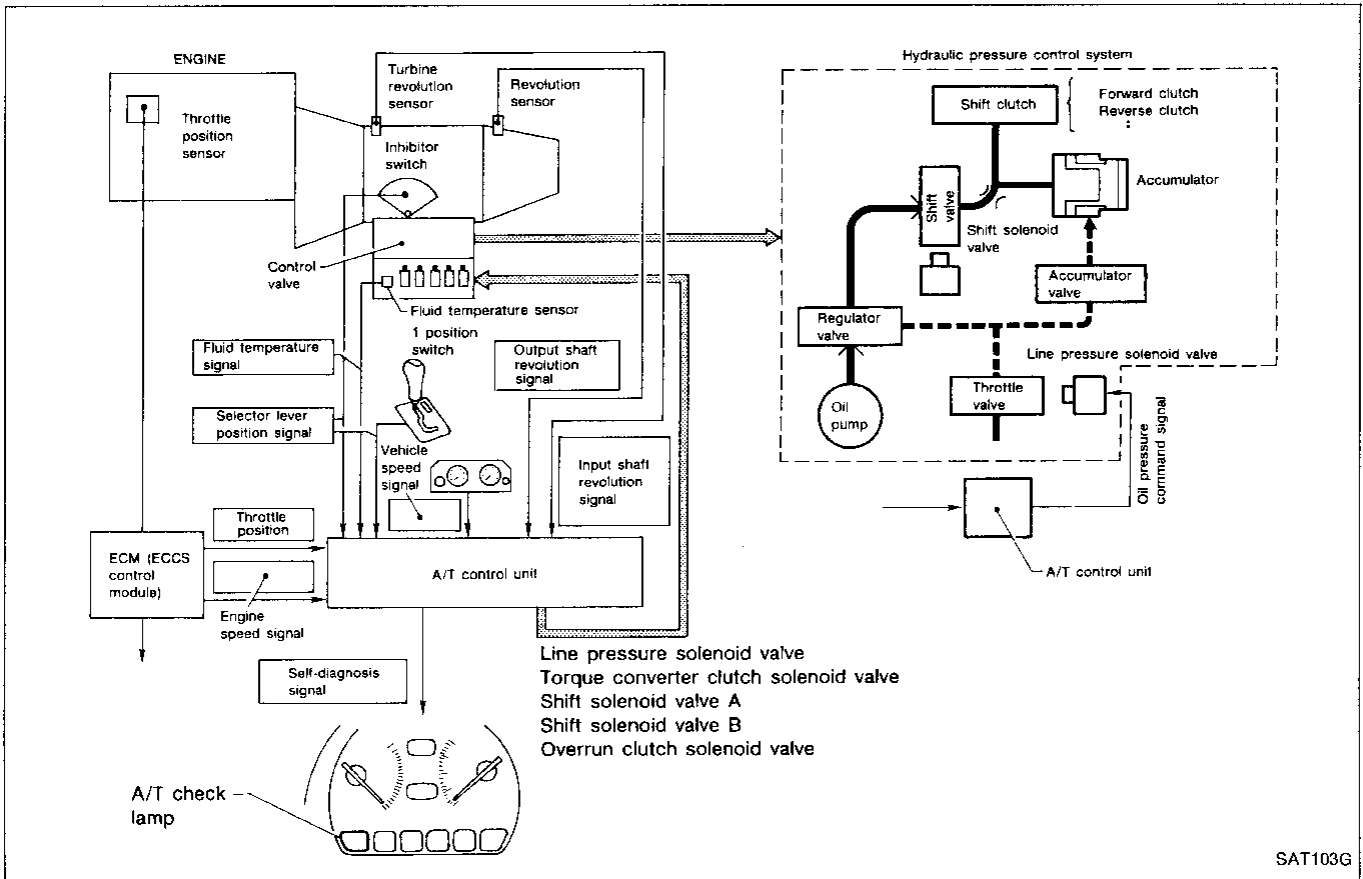 ENGINE
Throttle
position
sensor
Turbine
revolution
sensor
Revolution
sensor
Inhibitor
switch
Control
valve
Fluid temperature sensor
1 position
switch
Fluid temperature
signal
Output shaft
revolution
signal
Selector lever
position signal
Vehicle
speed
signal
Input shaft
revolution
signal
Throttle
position
ECM (ECCS
control
module)
A/T control unit
Engine
speed signal
Self-diagnosis
signal
Line pressure solenoid valve
Torque converter clutch solenoid valve
Shift solenoid valve A
Shift solenoid valve B
Overrun clutch solenoid valve
A/T check
lamp
Hydraulic pressure control system
Shift clutch
Forward clutch
Reverse clutch
Shift
valve
Accumulator
Shift solenoid
valve
Accumulator
valve
Regulator
valve
Line pressure solenoid valve
Throttle
valve
Oil
pump
Oil pressure
command signal
A/T control unit
SAT103G